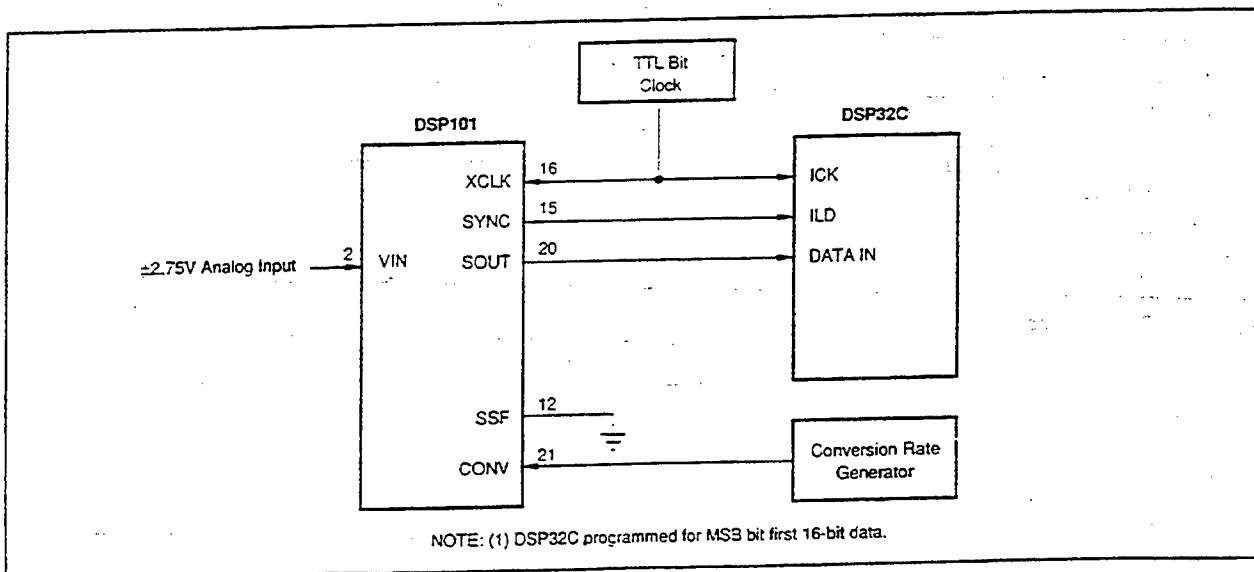 TTL Bit
Clock
DSP101
DSP32C
XCLK
16
ICK
SYNC
15
ILD
±2.75V Analog Input
2
VIN
SOUT
20
DATA IN
SSF
12
CONV
21
Conversion Rate
Generator
NOTE: (1) DSP32C programmed for MSB bit first 16-bit data.